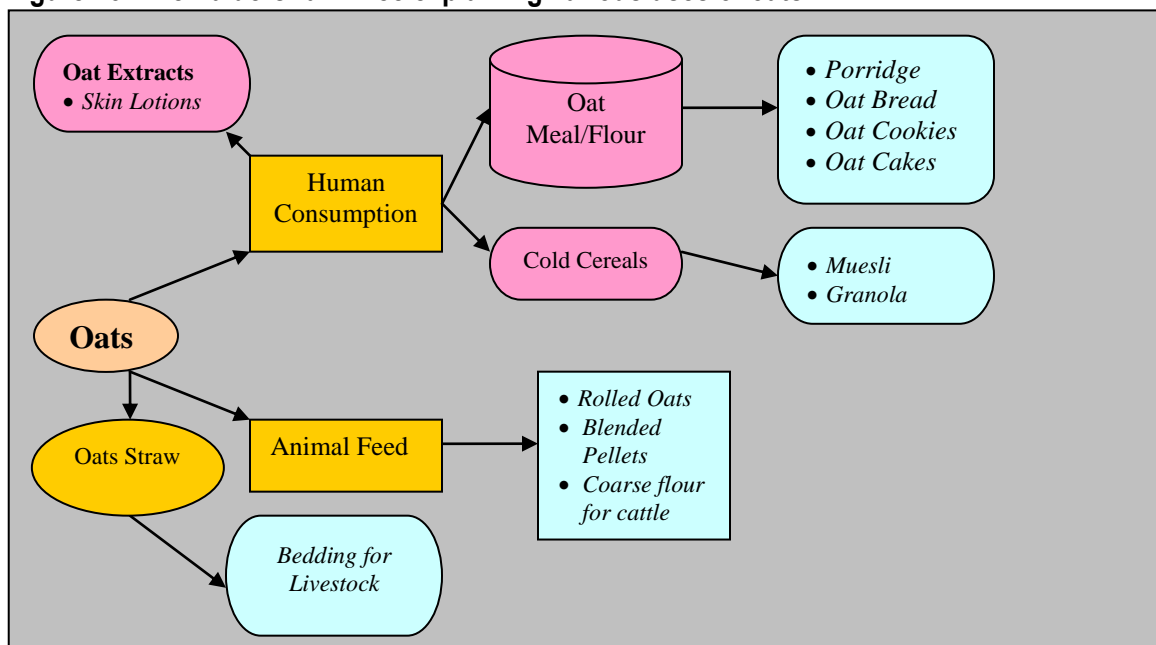 Oat Extracts
• Skin Lotions
Human
Consumption
Oat
Meal/Flour
• Porridge
• Oat Bread
• Oat Cookies
• Oat Cakes
Cold Cereals
• Muesli
• Granola
Oats
Oats Straw
Animal Feed
• Rolled Oats
• Blended
Pellets
• Coarse flour
for cattle
Bedding for
Livestock